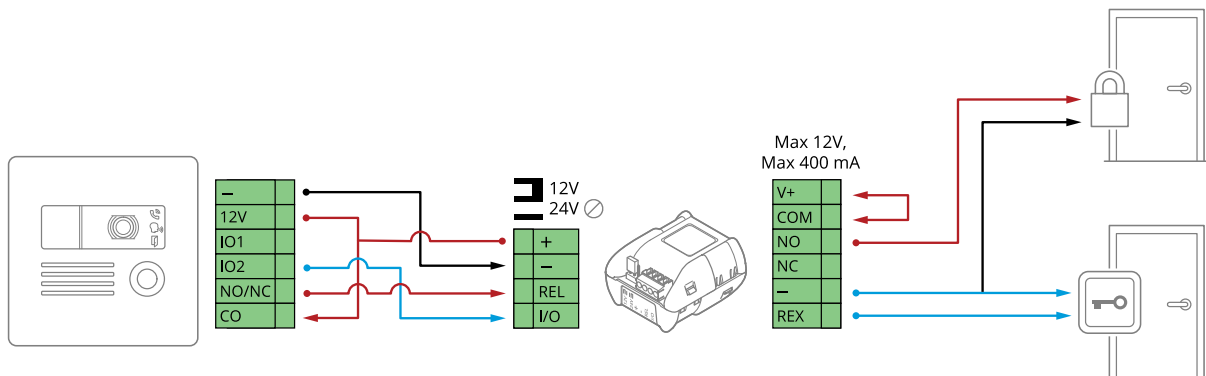 –
12V
IO1
IO2
NO/NC
CO
12V
24V
+
–
REL
I/O
Max 12V,
Max 400 mA
V+
COM
NO
NC
–
REX